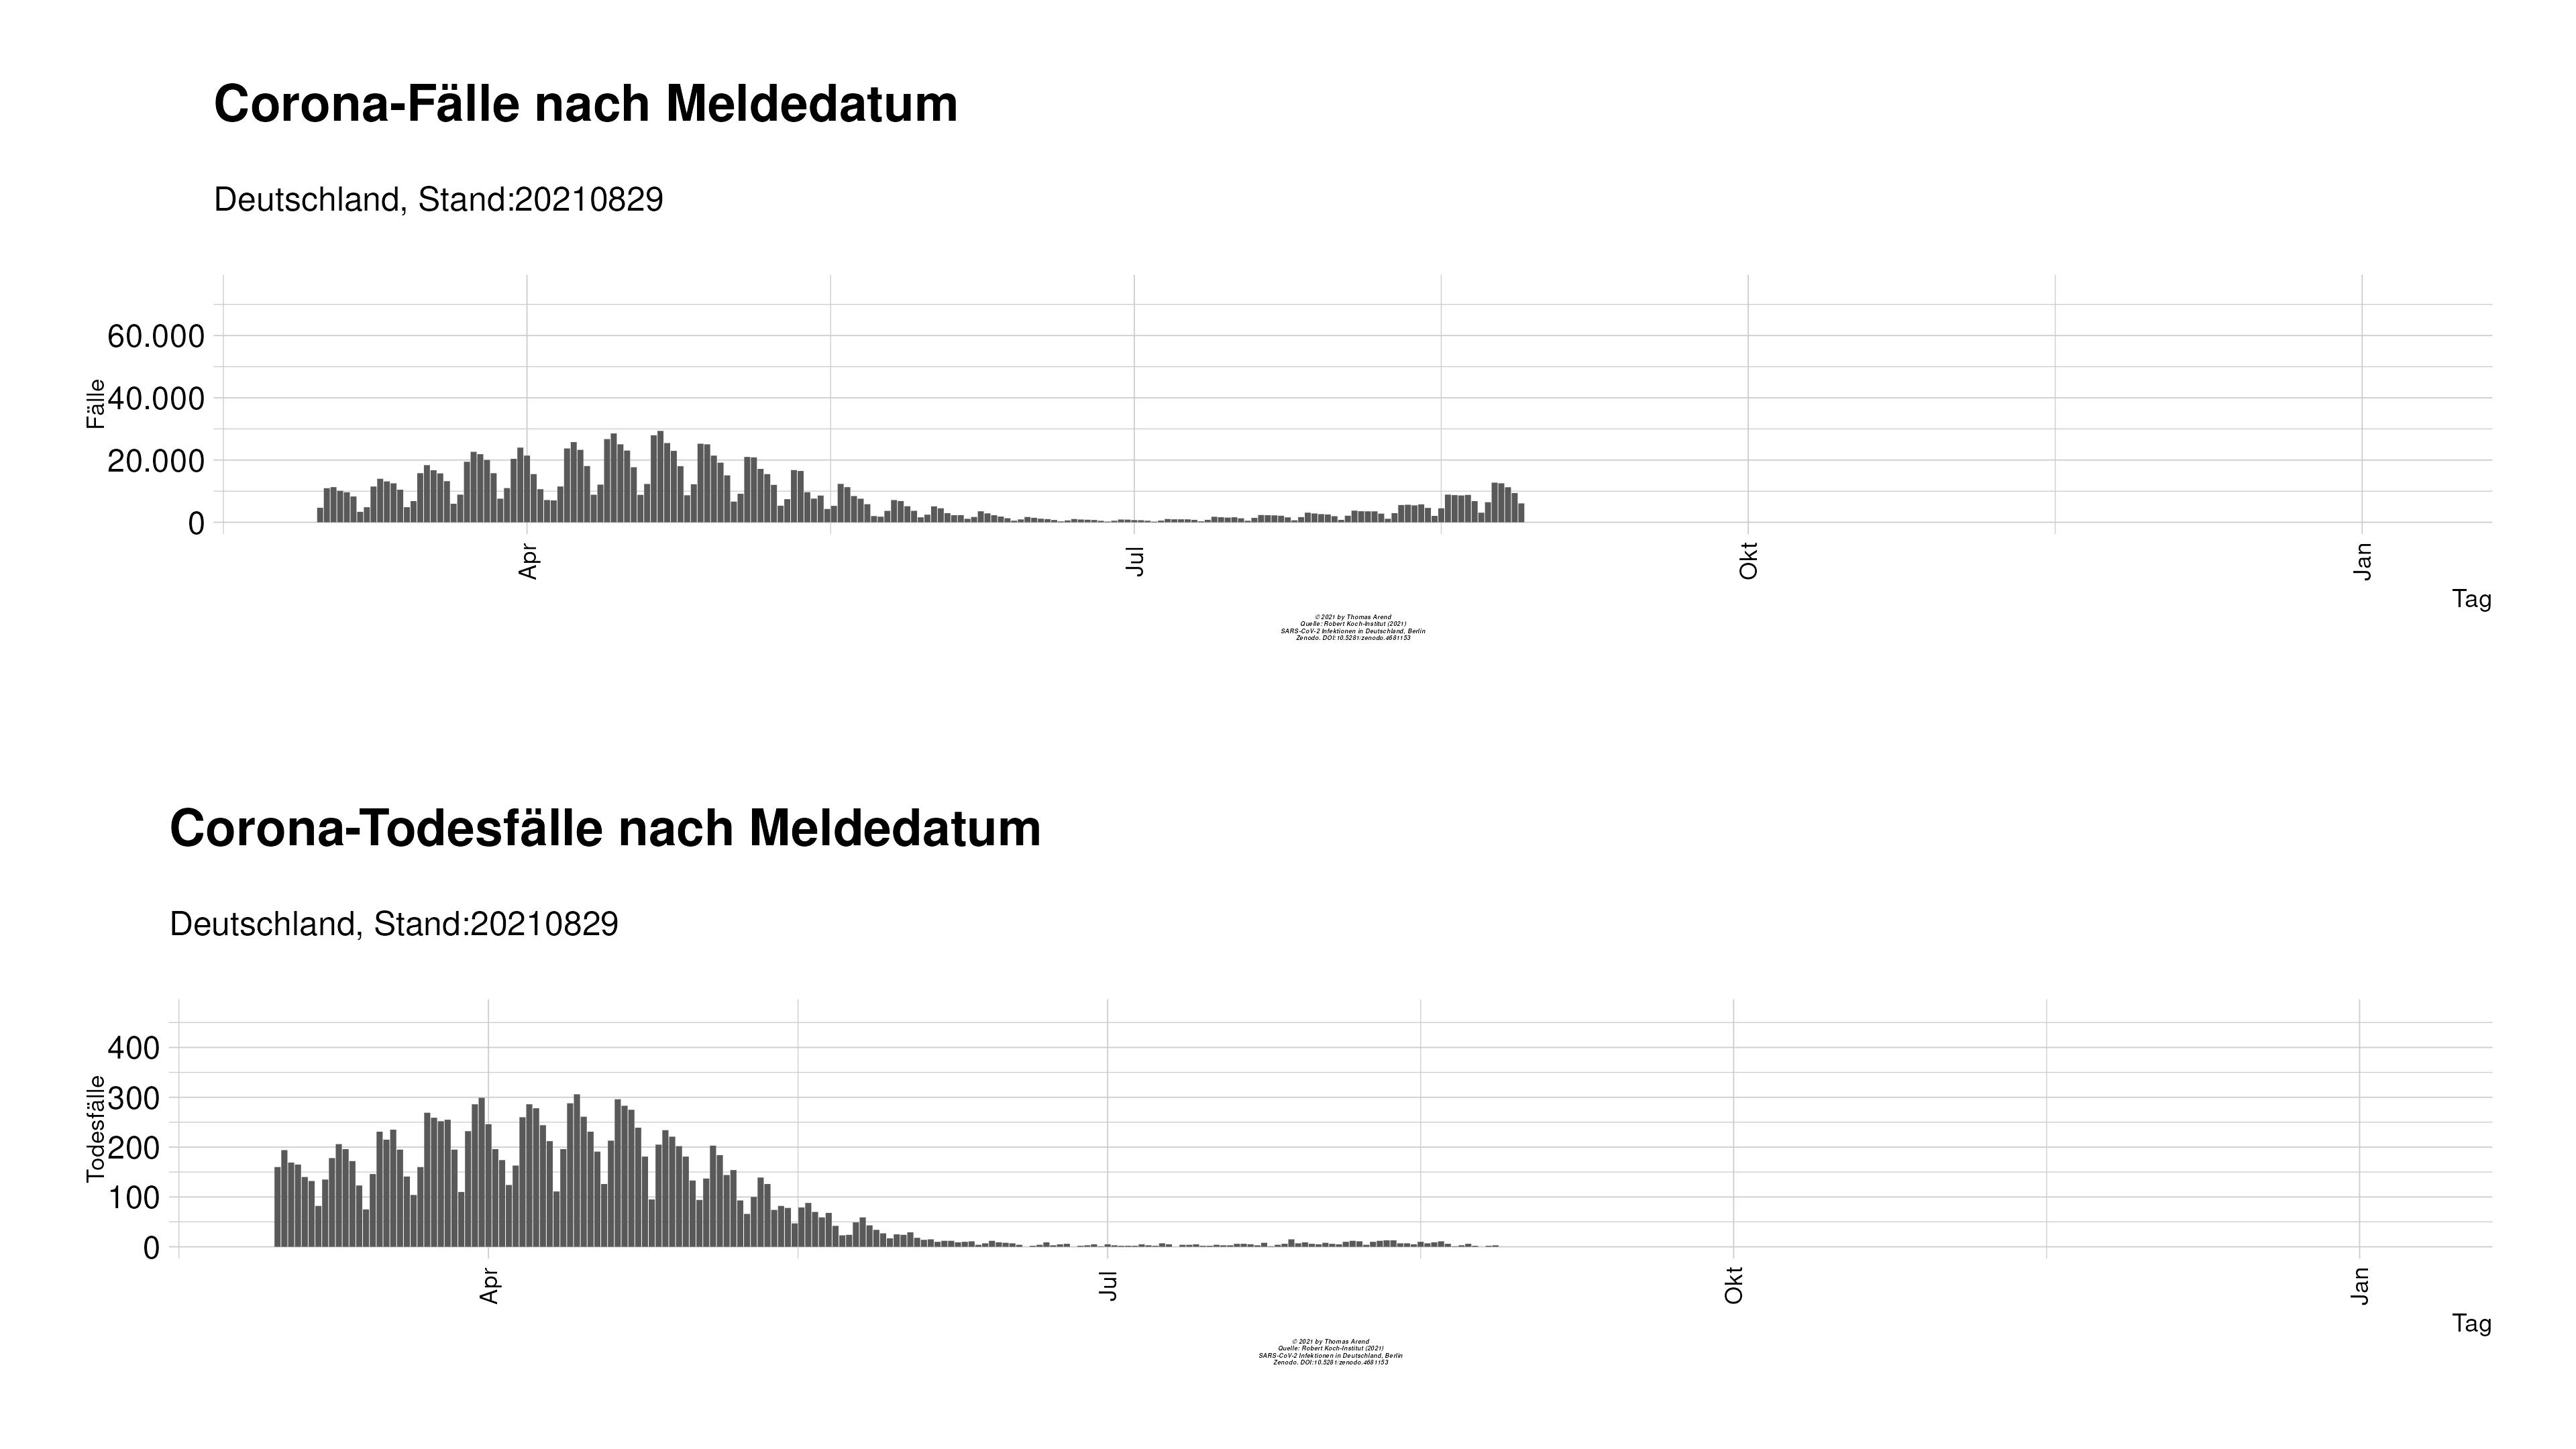 Corona-Fälle nach Meldedatum
Deutschland, Stand:20210829
60.000
40.000
20.000
0
Fälle
Apr
Jul
Okt
Jan
Tag
© 2021 by Thomas Arend
Quelle: Robert Koch-Institut (2021)
SARS-CoV-2 Infektionen in Deutschland, Berlin
Zenodo. DOI:10.5281/zenodo.4681153
Corona-Todesfälle nach Meldedatum
Deutschland, Stand:20210829
400
300
200
100
0
Todesfälle
Apr
Jul
Okt
Jan
Tag
© 2021 by Thomas Arend
Quelle: Robert Koch-Institut (2021)
SARS-CoV-2 Infektionen in Deutschland, Berlin
Zenodo. DOI:10.5281/zenodo.4681153